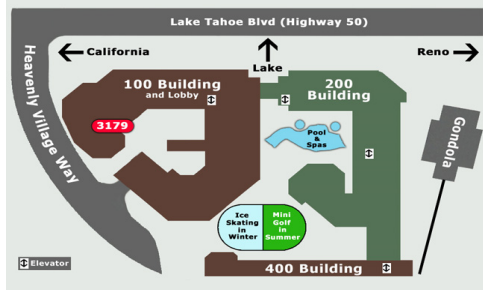 Lake Tahoe Blvd (Highway 50)
California
Lake
Reno
Heavenly Village Way
100 Building
and Lobby
200
Building
3179
Pool
&
Spas
Gondola
Ice
Skating
in
Winter
Mini
Golf
in
Summer
400 Building
Elevator